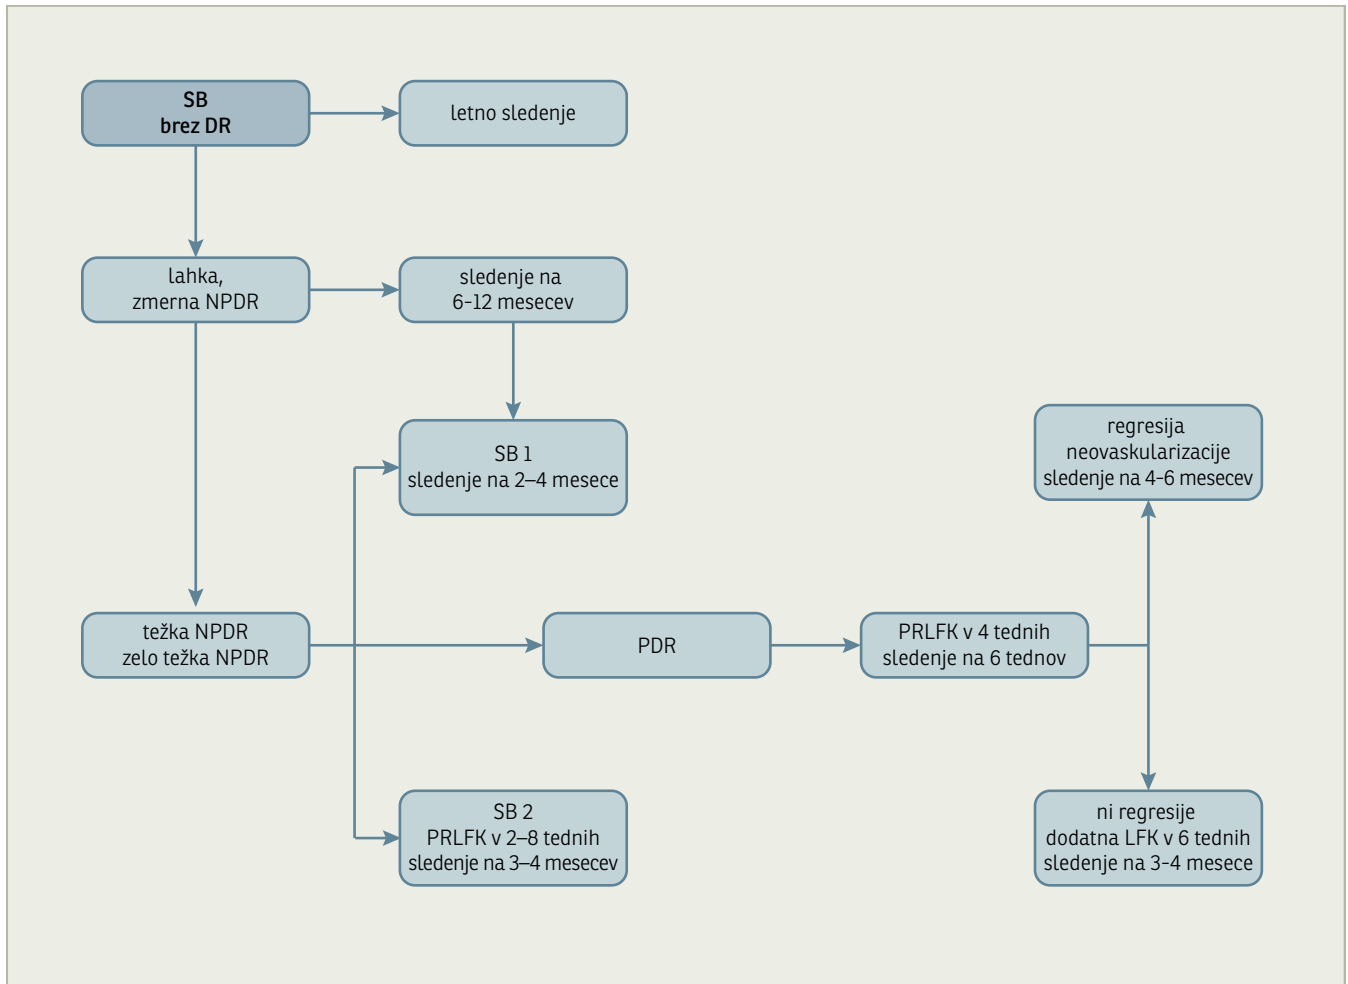 SB
brez DR
letno sledenje
lahka,
zmerna NPDR
sledenje na
6-12 mesecev
SB 1
sledenje na 2–4 mesece
regresija
neovaskularizacije
sledenje na 4-6 mesecev
težka NPDR
zelo težka NPDR
PDR
PRLFK v 4 tednih
sledenje na 6 tednov
SB 2
PRLFK v 2–8 tednih
sledenje na 3–4 mesecev
ni regresije
dodatna LFK v 6 tednih
sledenje na 3-4 mesece